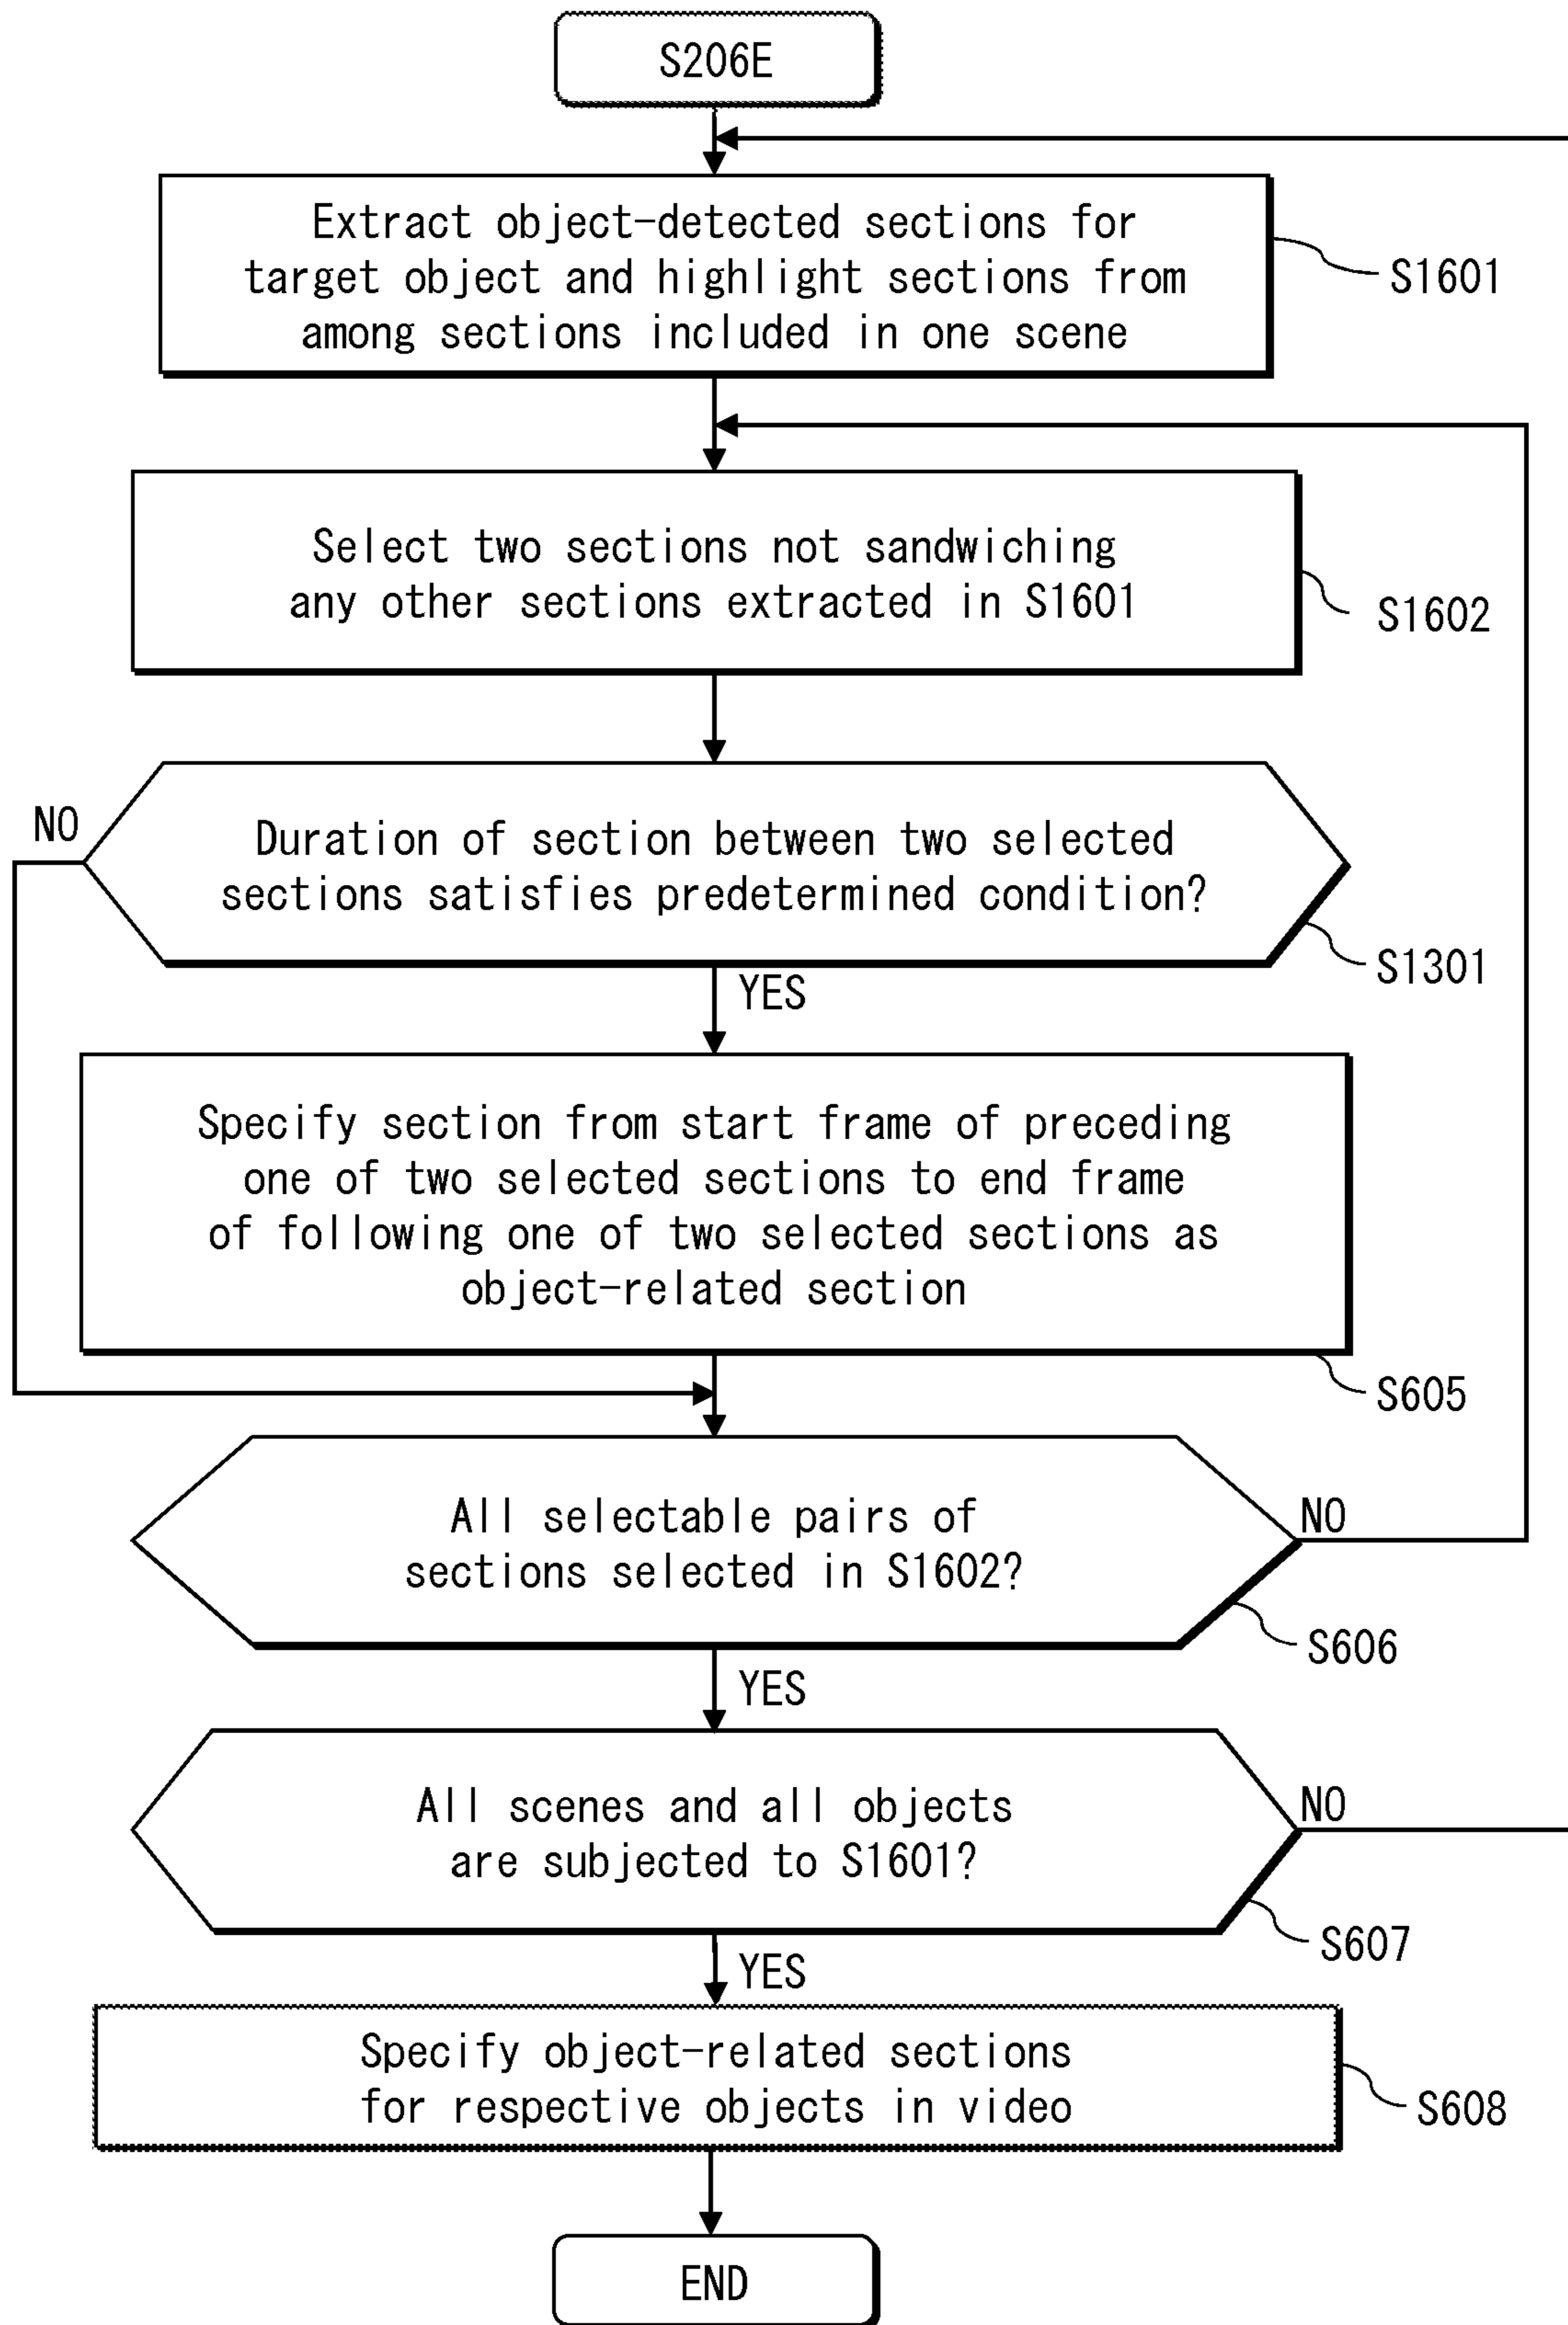 S206E
Extract object-detected sections for
target object and highlight sections from
among sections included in one scene
S1601
Select two sections not sandwiching
any other sections extracted in S1601
S1602
NO
Duration of section between two selected
sections satisfies predetermined condition?
S1301
YES
Specify section from start frame of preceding
one of two selected sections to end frame
of following one of two selected sections as
object-related section
S605
All selectable pairs of
sections selected in S1602?
NO
S606
YES
All scenes and all objects
are subjected to S1601?
NO
S607
YES
Specify object-related sections
for respective objects in video
S608
END